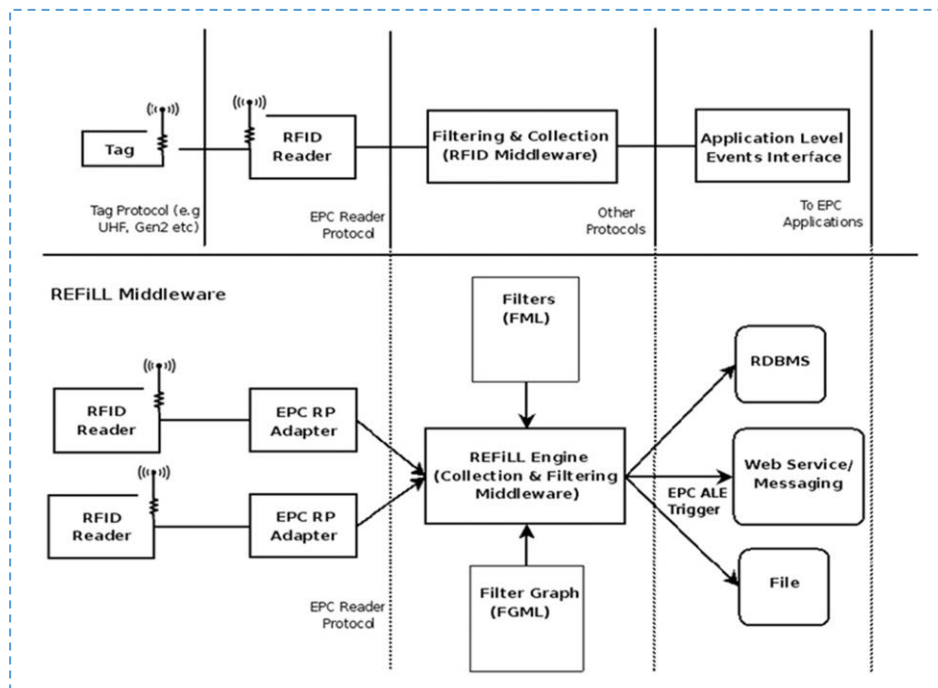 Tag
RFID
Reader
Filtering & Collection
(RFID Middleware)
Application Level
Events Interface
Tag Protocol (e.g
UHF, Gen2 etc)
EPC Reader
Protocol
Other
Protocols
To EPC
Applications
REFiLL Middleware
Filters
(FML)
RFID
Reader
EPC RP
Adapter
RFID
Reader
EPC RP
Adapter
REFiLL Engine
(Collection & Filtering
Middleware)
RDBMS
Web Service/
Messaging
EPC ALE
Trigger
File
Filter Graph
(FGML)
EPC Reader
Protocol